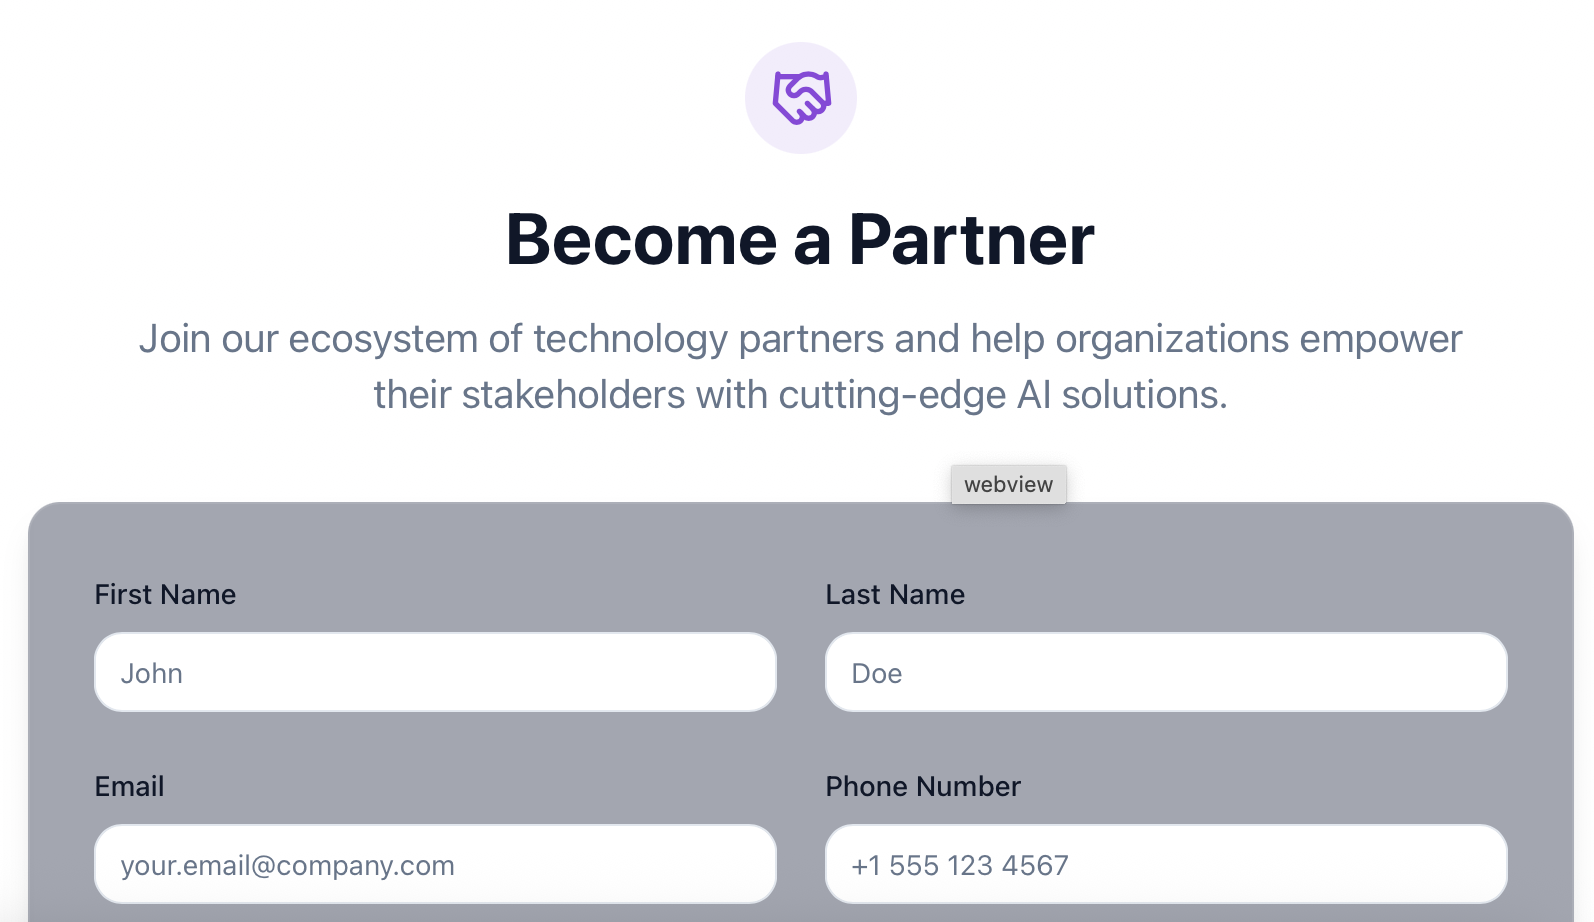 Become a Partner
Join our ecosystem of technology partners and help organizations empower
their stakeholders with cutting-edge AI solutions.
webview
First Name
Last Name
John
Doe
Email
Phone Number
your.email@company.com
+1 555 123 4567